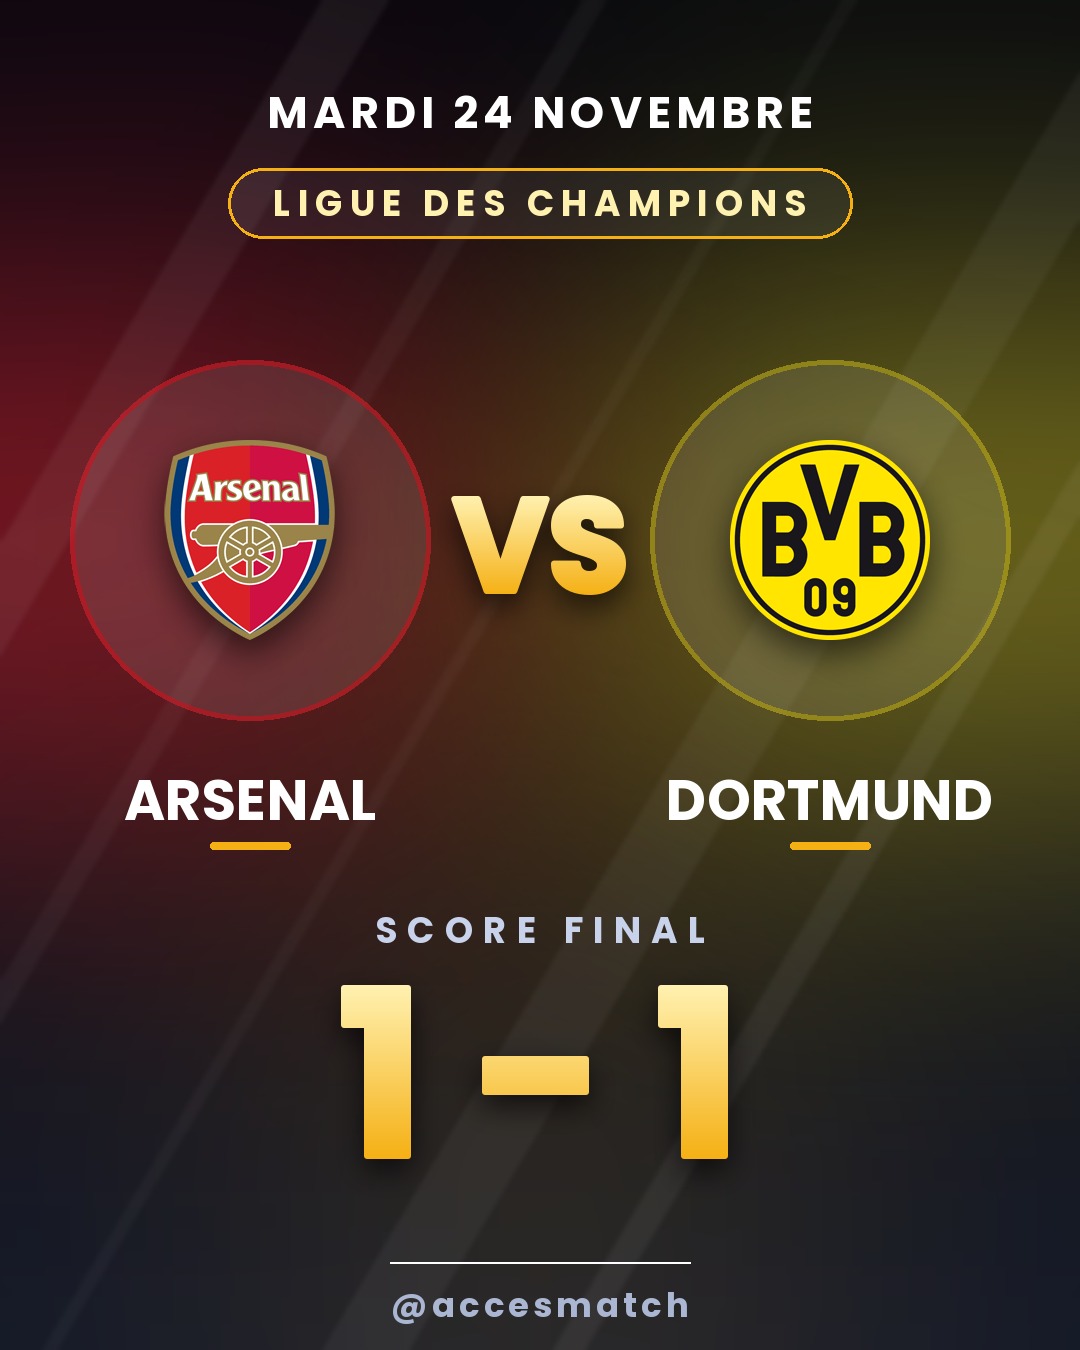 MARDI 24 NOVEMBRE
LIGUE DES CHAMPIONS
Arsenal
VS
BVB
09
ARSENAL
DORTMUND
SCORE FINAL
1 – 1
@accesmatch